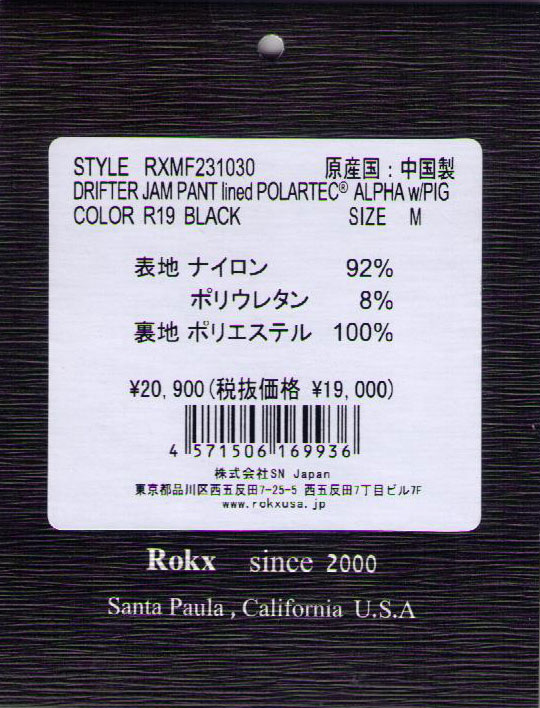 STYLE RXMF231030 原産国：中国製
DRIFTER JAM PANT lined POLARTEC® ALPHA w/PIG
COLOR R19 BLACK SIZE M
表地 ナイロン 92%
ポリウレタン 8%
裏地 ポリエステル 100%
¥20,900(税抜価格 ¥19,000)
4 571506 169936
株式会社SN Japan
東京都品川区西五反田7-25-5 西五反田7丁目ビル7F
www.rokxusa.jp
Rokx since 2000
Santa Paula , California U.S.A